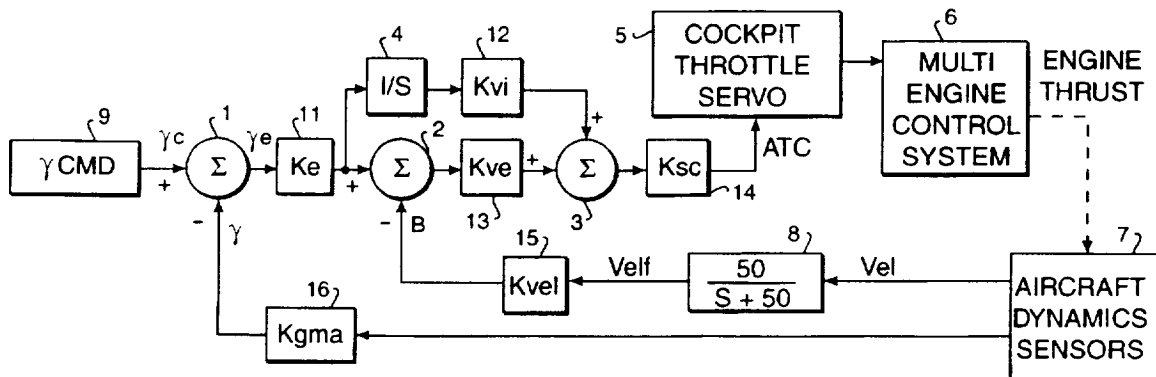 4
12
5
COCKPIT
THROTTLE
SERVO
6
MULTI
ENGINE
CONTROL
SYSTEM
ENGINE
THRUST
I/S
Kvi
9
γ CMD
γc
+
1
Σ
γe
11
Ke
+
2
Σ
Kve
13
+
+
Σ
3
Ksc
14
ATC
-
γ
-
B
15
Kvel
Velf
8
50
S + 50
Vel
7
AIRCRAFT
DYNAMICS
SENSORS
16
Kgma